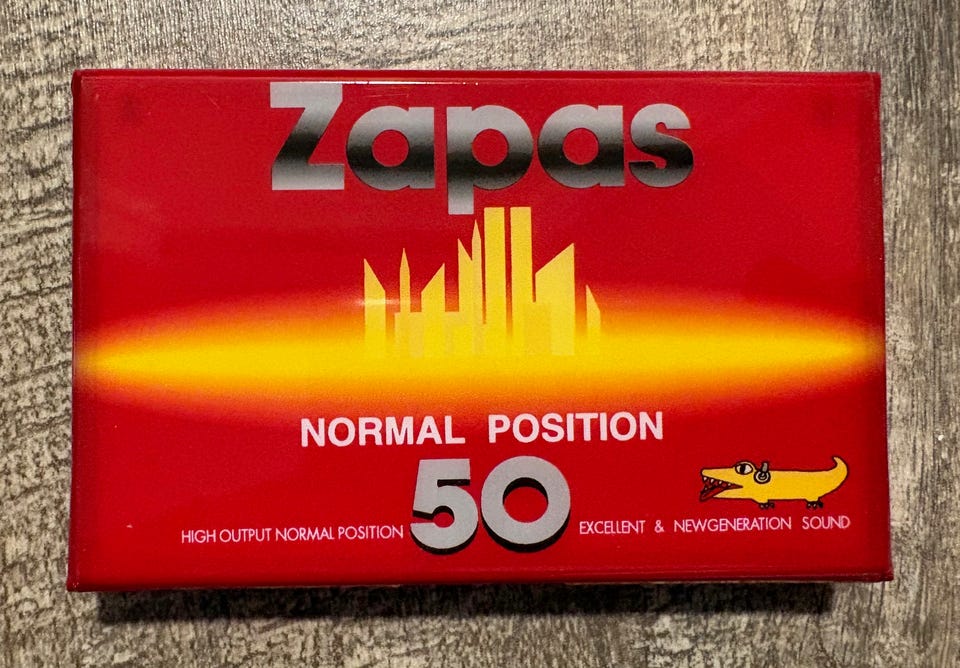 Zapas
NORMAL POSITION
50
HIGH OUTPUT NORMAL POSITION
EXCELLENT & NEWGENERATION SOUND